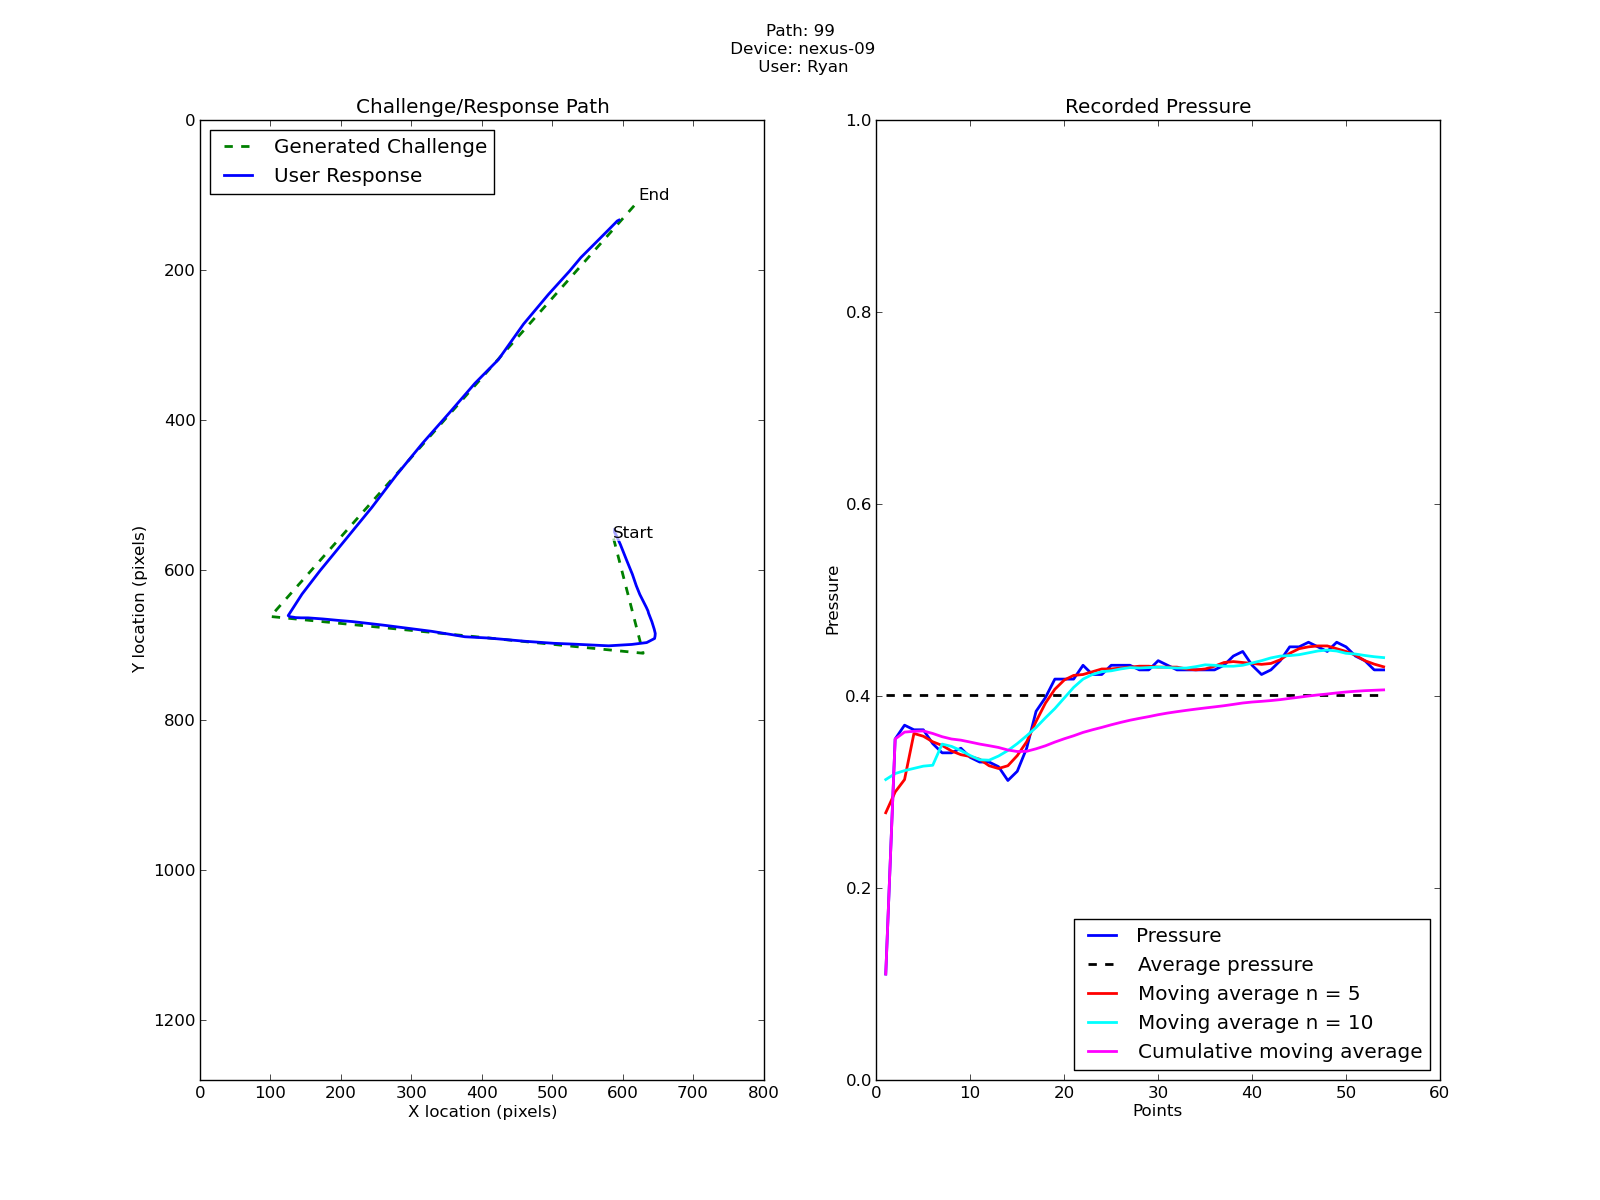 Path: 99
Device: nexus-09
User: Ryan
Challenge/Response Path
Generated Challenge
User Response
End
Start
0
200
400
600
800
1000
1200
Y location (pixels)
0 100 200 300 400 500 600 700 800
X location (pixels)
Recorded Pressure
1.0
0.8
0.6
0.4
0.2
0.0
Pressure
Pressure
Average pressure
Moving average n = 5
Moving average n = 10
Cumulative moving average
0 10 20 30 40 50 60
Points